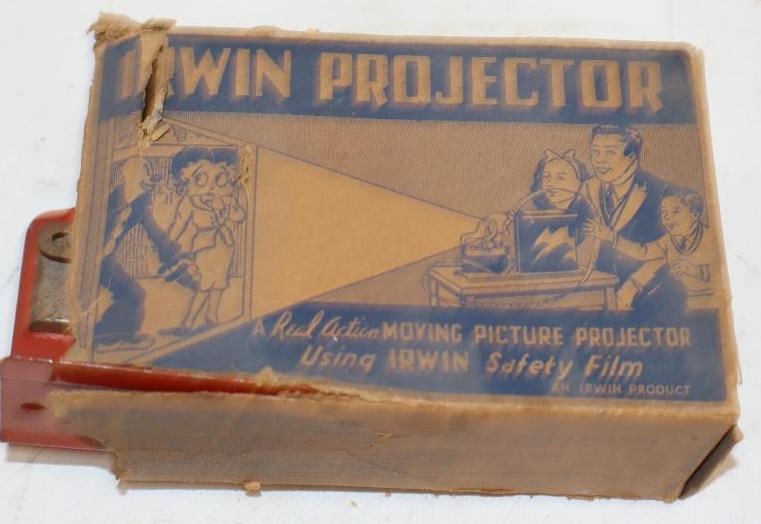 IRWIN PROJECTOR
A Real Action MOVING PICTURE PROJECTOR
Using IRWIN Safety Film
AN IRWIN PRODUCT